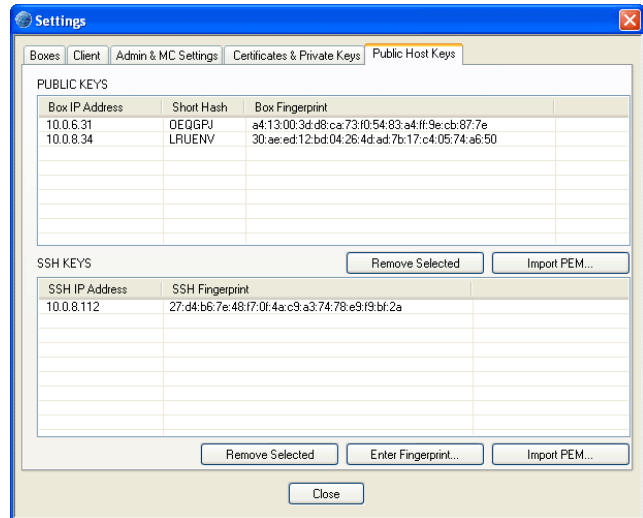 Settings
Boxes Client Admin & MC Settings Certificates & Private Keys Public Host Keys
PUBLIC KEYS
Box IP Address Short Hash Box Fingerprint
10.0.6.31 OEQGPJ a4:13:00:3d:d8:ca:73:f0:54:83:a4:ff:9e:cb:87:7e
10.0.8.34 LRUENV 30:ae:ed:12:bd:04:26:4d:ad:7b:17:c4:05:74:a6:50
Remove Selected Import PEM...
SSH KEYS
SSH IP Address SSH Fingerprint
10.0.8.112 27:d4:b6:7e:48:f7:0f:4a:c9:a3:74:78:e9:f9:bf:2a
Remove Selected Enter Fingerprint... Import PEM...
Close